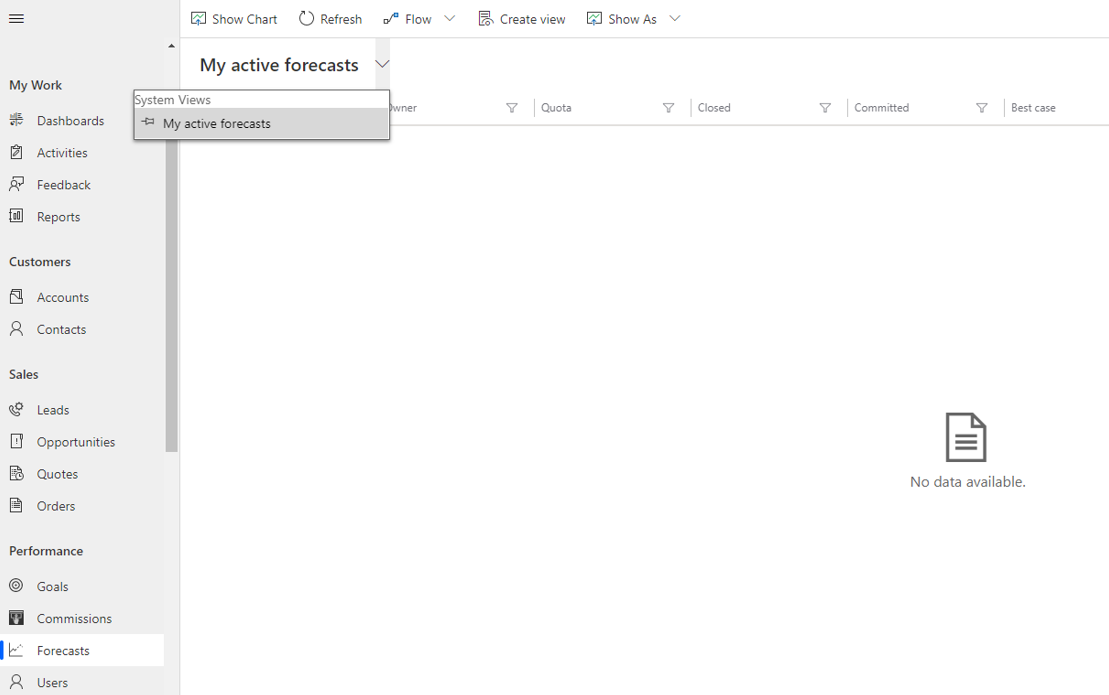 Show Chart Refresh Flow Create view Show As
My active forecasts
System Views
My active forecasts
Owner Quota Closed Committed Best case
No data available.
My Work
Dashboards
Activities
Feedback
Reports
Customers
Accounts
Contacts
Sales
Leads
Opportunities
Quotes
Orders
Performance
Goals
Commissions
Forecasts
Users